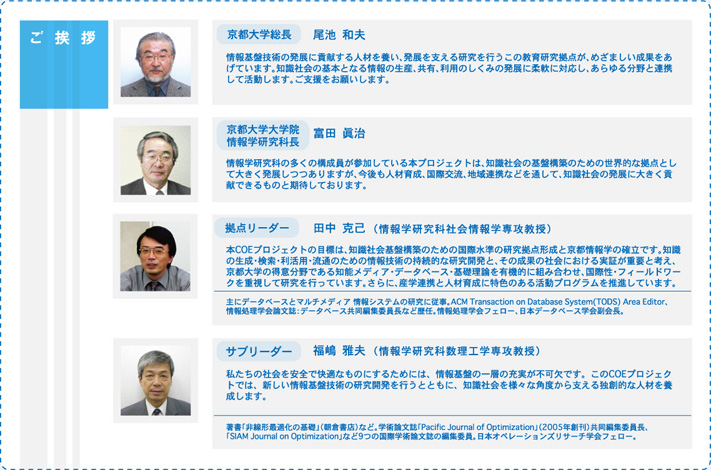 ご挨拶
京都大学総長 尾池 和夫
情報基盤技術の発展に貢献する人材を養い、発展を支える研究を行うこの教育研究拠点が、めざましい成果をあ
げています。知識社会の基本となる情報の生産、共有、利用のしくみの発展に柔軟に対応し、あらゆる分野と連携
して活動します。ご支援をお願いします。
京都大学大学院
情報学研究科長 富田 眞治
情報学研究科の多くの構成員が参加している本プロジェクトは、知識社会の基盤構築のための世界的な拠点とし
て大きく発展しつつありますが、今後も人材育成、国際交流、地域連携などを通して、知識社会の発展に大きく貢
献できるものと期待しております。
拠点リーダー 田中 克己（情報学研究科社会情報学専攻教授）
本COEプロジェクトの目標は、知識社会基盤構築のための国際水準の研究拠点形成と京都情報学の確立です。知識
の生成・検索・利活用・流通のための情報技術の持続的な研究開発と、その成果の社会における実証が重要と考え、
京都大学の得意分野である知能メディア・データベース・基礎理論を有機的に組み合わせ、国際性・フィールドワー
クを重視して研究を行っています。さらに、産学連携と人材育成に特色のある活動プログラムを推進しています。
主にデータベースとマルチメディア 情報システムの研究に従事。ACM Transaction on Database System(TODS) Area Editor、
情報処理学会論文誌：データベース共同編集委員長など歴任。情報処理学会フェロー、日本データベース学会副会長。
サブリーダー 福嶋 雅夫（情報学研究科数理工学専攻教授）
私たちの社会を安全で快適なものにするためには、情報基盤の一層の充実が不可欠です。このCOEプロジェク
トでは、新しい情報基盤技術の研究開発を行うとともに、知識社会を様々な角度から支える独創的な人材を養
成します。
著書「非線形最適化の基礎」（朝倉書店）など。学術論文誌「Pacific Journal of Optimization」（2005年創刊）共同編集委員長、
「SIAM Journal on Optimization」など9つの国際学術論文誌の編集委員。日本オペレーションズリサーチ学会フェロー。